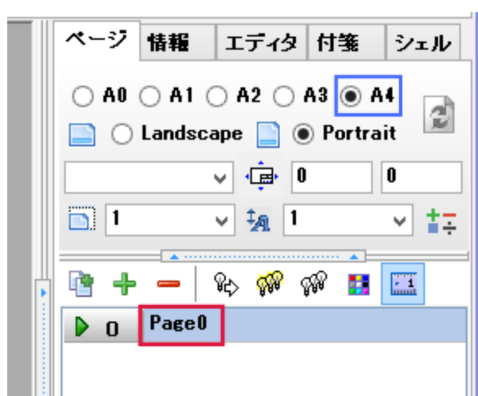 ページ 情報 エディタ 付箋 シェル
A0 A1 A2 A3 A4
Landscape Portrait
0 0
1 1
1
0 Page0